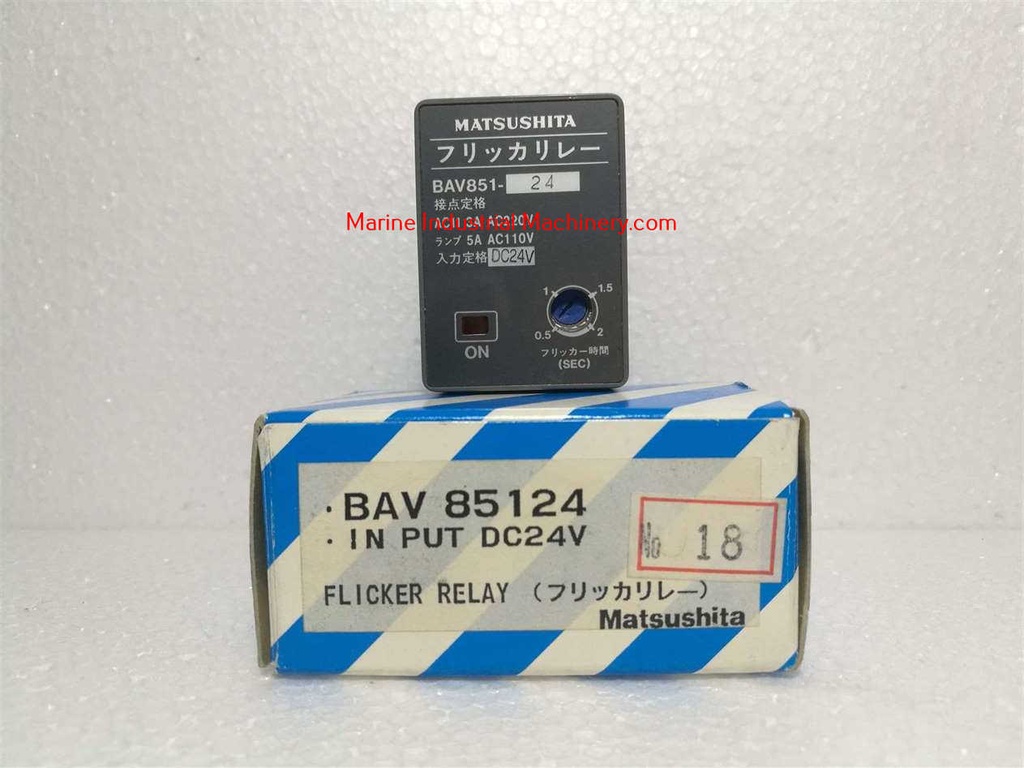 MATSUSHITA
フリッカリレー
BAV851- 24
接点定格
Marine Industrial Machinery.com
AC11 3A AC220V
ランプ 5A AC110V
入力定格 DC24V
1 1.5
0.5 2
ON
フリッカー時間
(SEC)
・BAV 85124
・IN PUT DC24V
No 18
FLICKER RELAY (フリッカリレー)
Matsushita